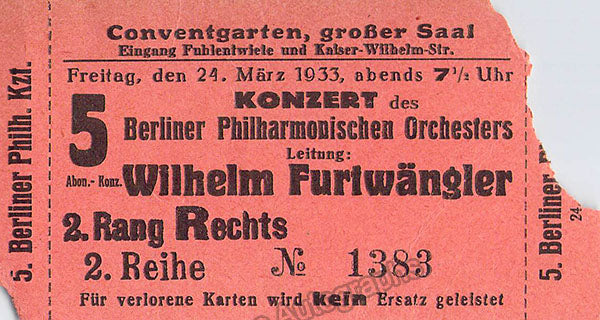 Conventgarten, großer Saal
Eingang Fuhlentwiete und Kaiser-Wilhelm-Str.
Freitag, den 24. März 1933, abends 7½ Uhr
KONZERT des
5 Berliner Philharmonischen Orchesters
Leitung:
Abon.- Konz. Wilhelm Furtwängler
2. Rang Rechts
2. Reihe № 1383
Für verlorene Karten wird kein Ersatz geleistet
5. Berliner Philh. Kzt.
5. Berliner
24.
Autographs